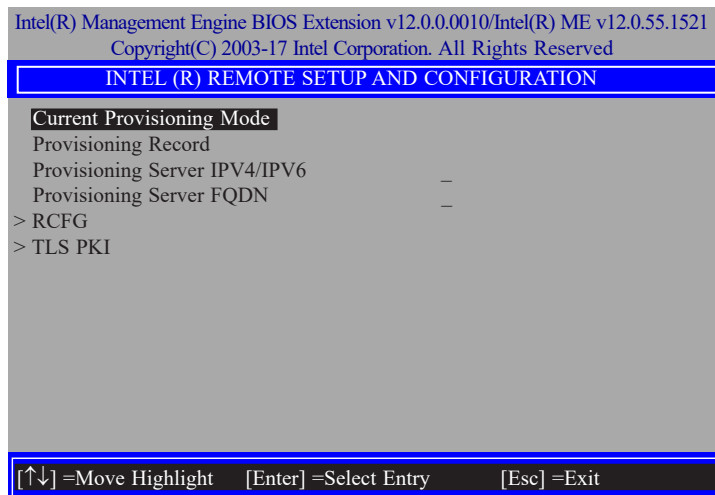 Intel(R) Management Engine BIOS Extension v12.0.0.0010/Intel(R) ME v12.0.55.1521
Copyright(C) 2003-17 Intel Corporation. All Rights Reserved
INTEL (R) REMOTE SETUP AND CONFIGURATION
Current Provisioning Mode
Provisioning Record
Provisioning Server IPV4/IPV6 _
Provisioning Server FQDN _
> RCFG
> TLS PKI
[↑↓] =Move Highlight [Enter] =Select Entry [Esc] =Exit